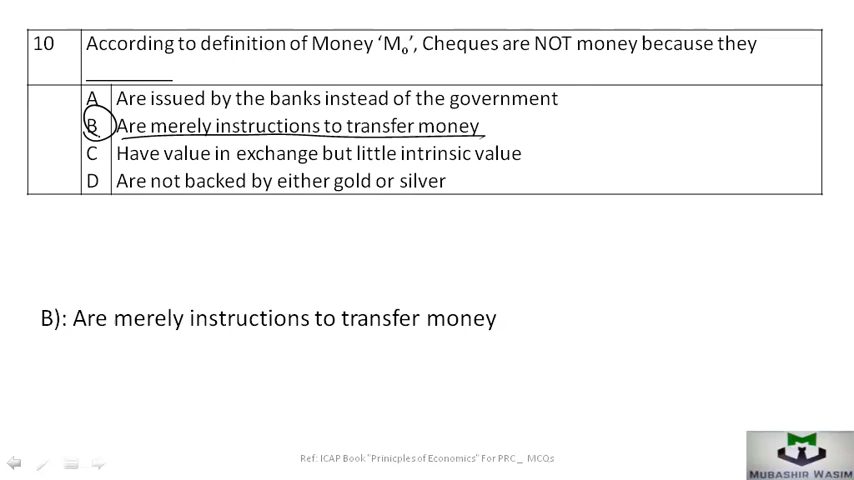 10 According to definition of Money ‘M₀’, Cheques are NOT money because they
________
A Are issued by the banks instead of the government
B Are merely instructions to transfer money
C Have value in exchange but little intrinsic value
D Are not backed by either gold or silver
B): Are merely instructions to transfer money
Ref: ICAP Book "Prinicples of Economics" For PRC_ MCQs
MUBASHIR WASIM